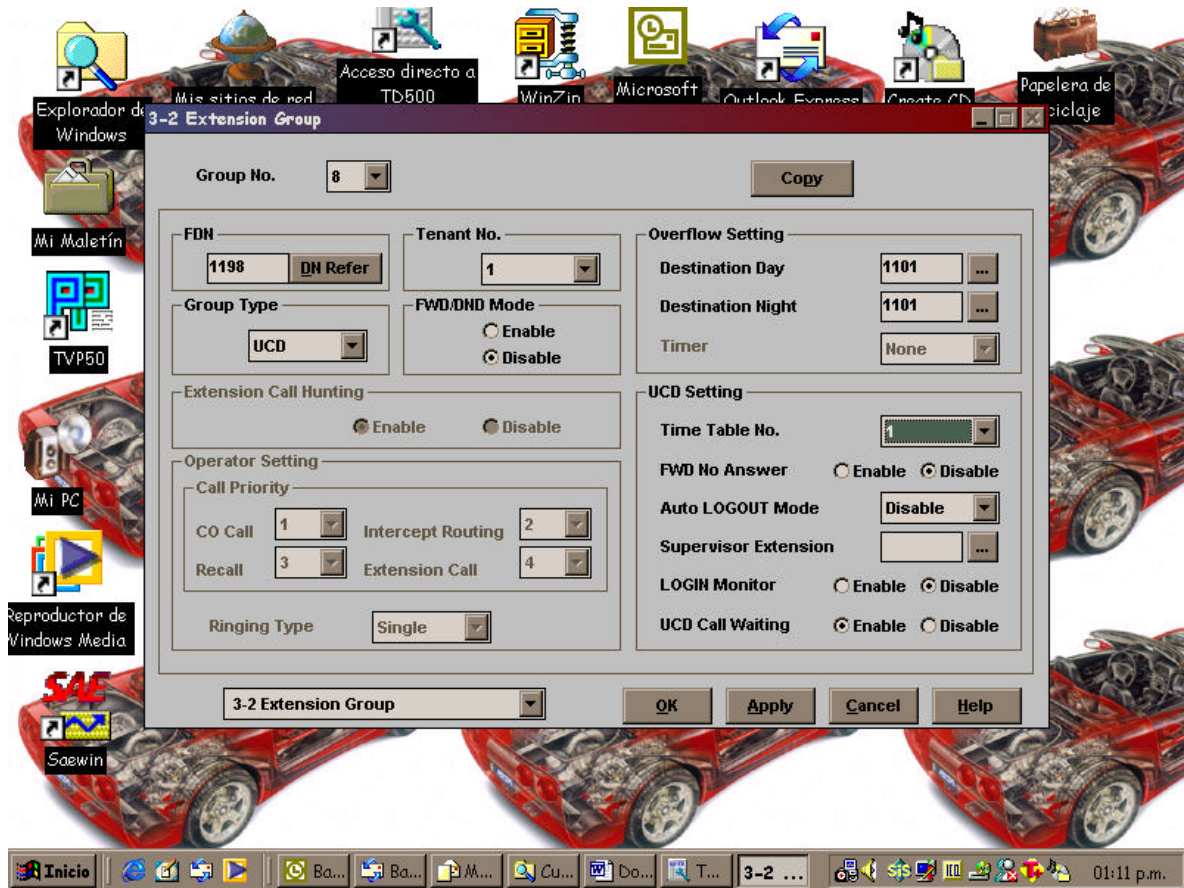 Explorador de
Windows
Mis sitios de red
Acceso directo a
TD500
WinZip
Microsoft
Outlook Express
Create CD
Papelera de
ciclaje
Mi Maletín
TVP50
Mi PC
Reproductor de
Windows Media
SAE
Saewin
3-2 Extension Group
Group No. 8
Copy
FDN
1198 DN Refer
Tenant No.
1
Group Type
UCD
FWD/DND Mode
Enable
Disable
Extension Call Hunting
Enable Disable
Operator Setting
Call Priority
CO Call 1 Intercept Routing 2
Recall 3 Extension Call 4
Ringing Type Single
Overflow Setting
Destination Day 1101 ...
Destination Night 1101 ...
Timer None
UCD Setting
Time Table No. 1
FWD No Answer Enable Disable
Auto LOGOUT Mode Disable
Supervisor Extension ...
LOGIN Monitor Enable Disable
UCD Call Waiting Enable Disable
3-2 Extension Group OK Apply Cancel Help
Inicio Ba... Ba... M... Cu... Do... T... 3-2 ... 01:11 p.m.